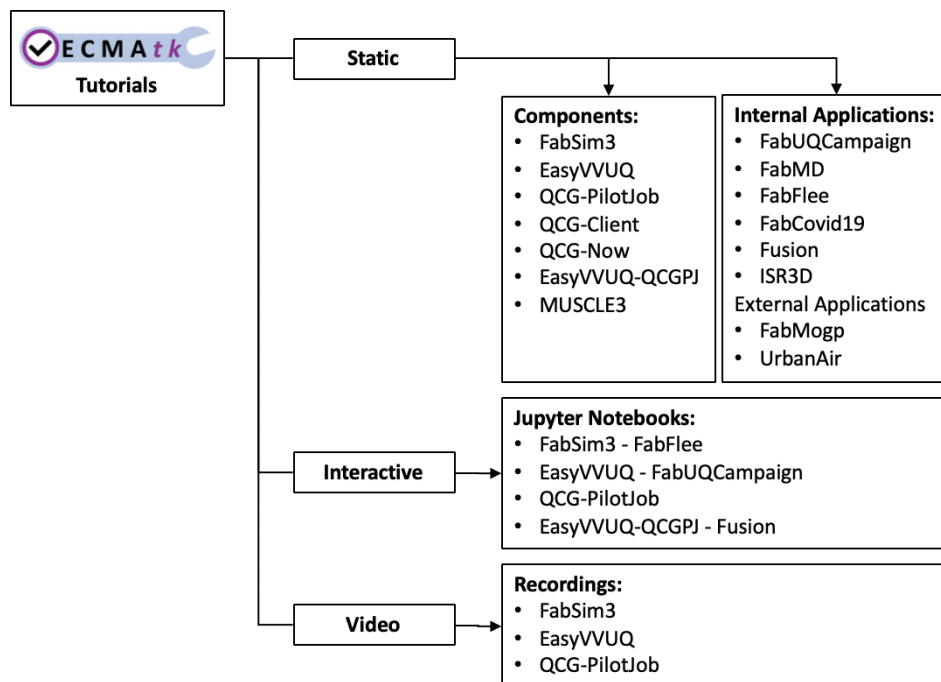 ECMAtk
Tutorials
Static
Components:
• FabSim3
• EasyVVUQ
• QCG-PilotJob
• QCG-Client
• QCG-Now
• EasyVVUQ-QCGPJ
• MUSCLE3
Internal Applications:
• FabUQCampaign
• FabMD
• FabFlee
• FabCovid19
• Fusion
• ISR3D
External Applications
• FabMogp
• UrbanAir
Interactive
Jupyter Notebooks:
• FabSim3 - FabFlee
• EasyVVUQ - FabUQCampaign
• QCG-PilotJob
• EasyVVUQ-QCGPJ - Fusion
Video
Recordings:
• FabSim3
• EasyVVUQ
• QCG-PilotJob